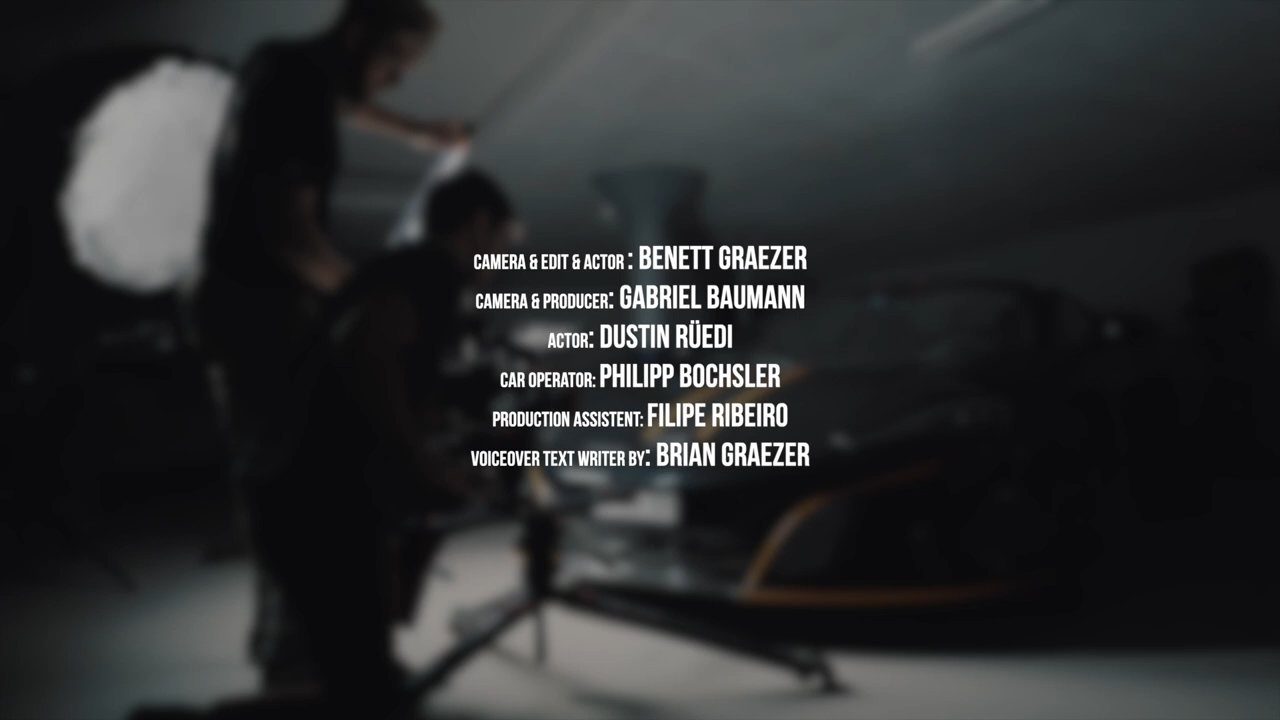 CAMERA & EDIT & ACTOR : BENETT GRAEZER
CAMERA & PRODUCER: GABRIEL BAUMANN
ACTOR: DUSTIN RÜEDI
CAR OPERATOR: PHILIPP BOCHSLER
PRODUCTION ASSISTENT: FILIPE RIBEIRO
VOICEOVER TEXT WRITER BY: BRIAN GRAEZER